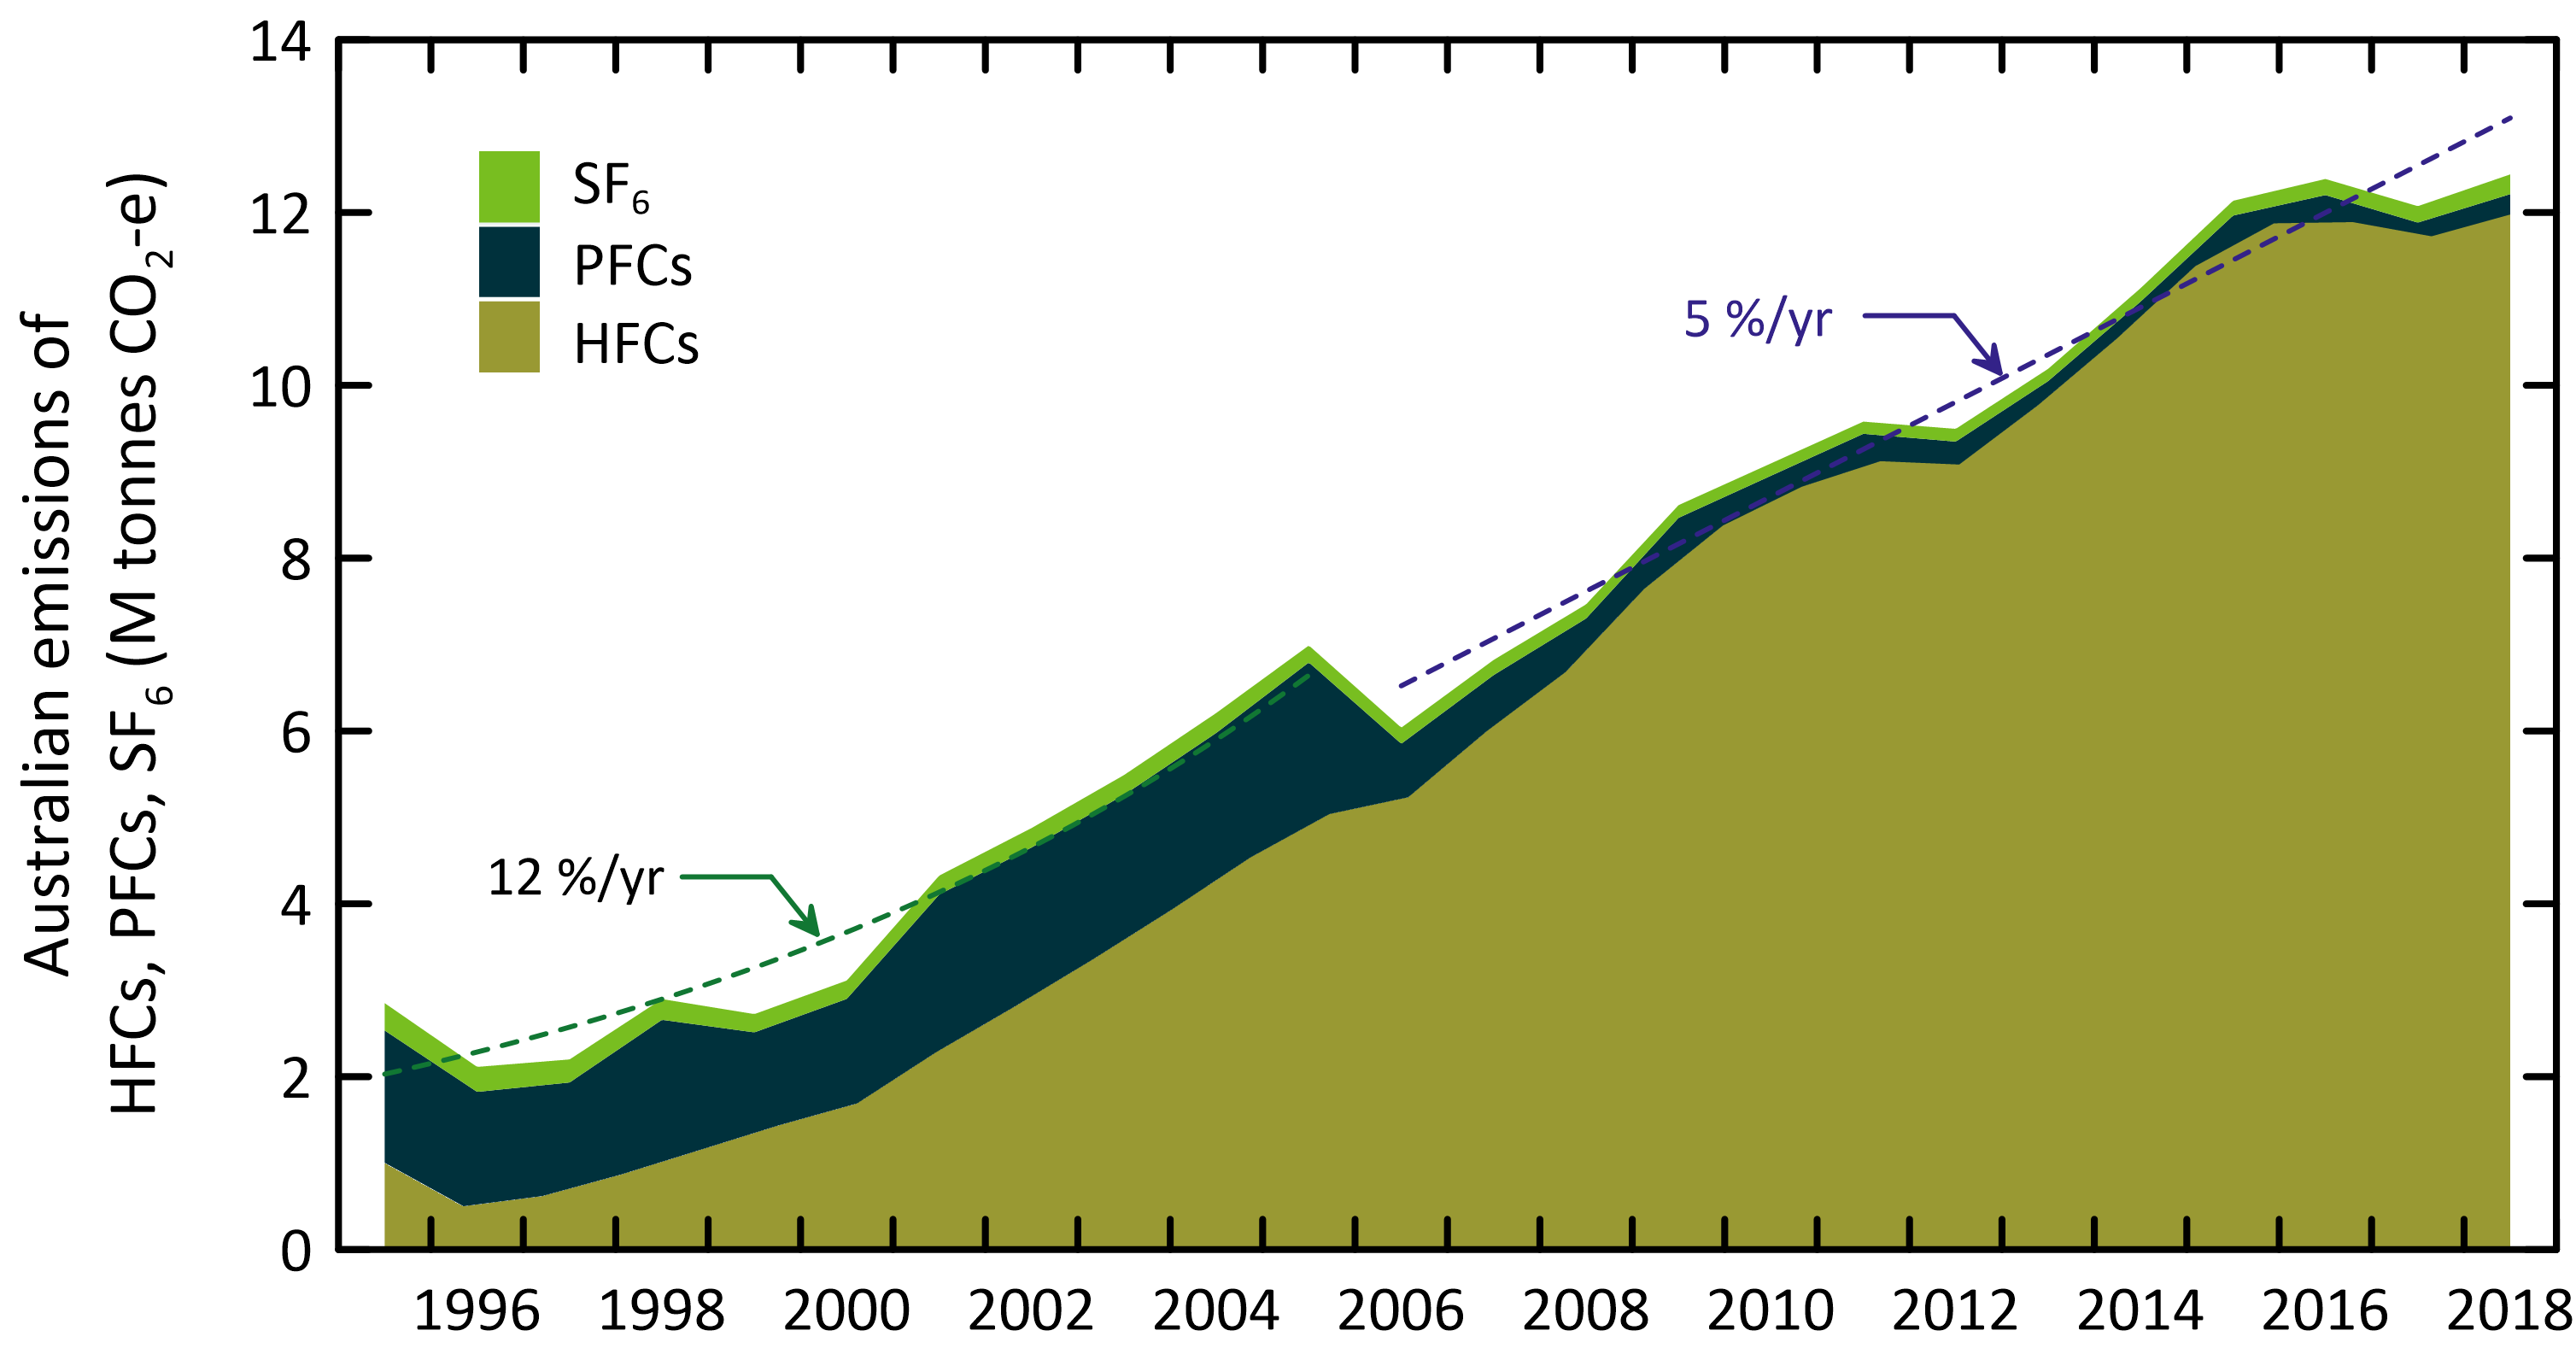 Australian emissions of
HFCs, PFCs, SF₆ (M tonnes CO₂-e)
14
12
10
8
6
4
2
0
SF₆
PFCs
HFCs
5 %/yr
12 %/yr
1996 1998 2000 2002 2004 2006 2008 2010 2012 2014 2016 2018